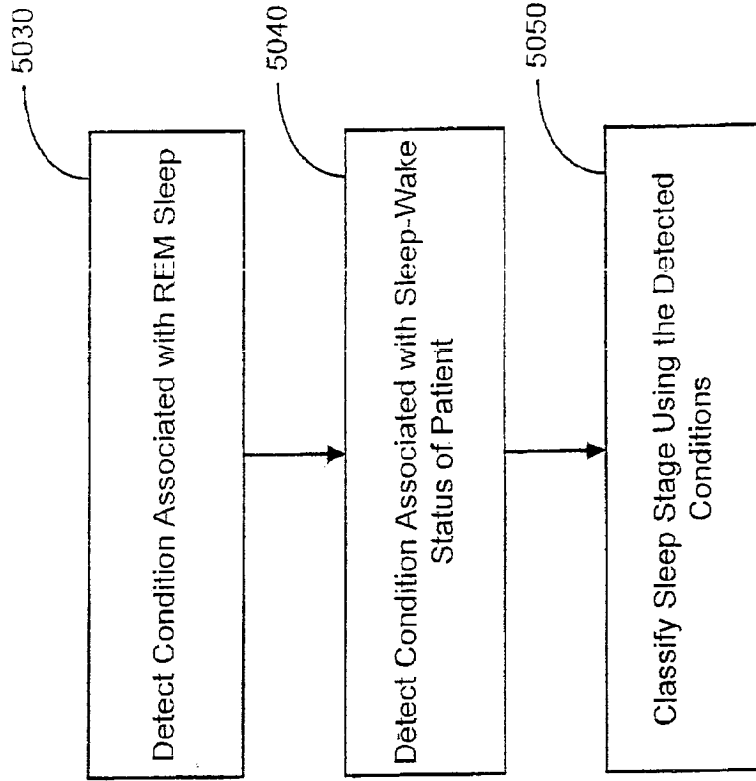 5030
Detect Condition Associated with REM Sleep
5040
Detect Condition Associated with Sleep-Wake
Status of Patient
5050
Classify Sleep Stage Using the Detected
Conditions